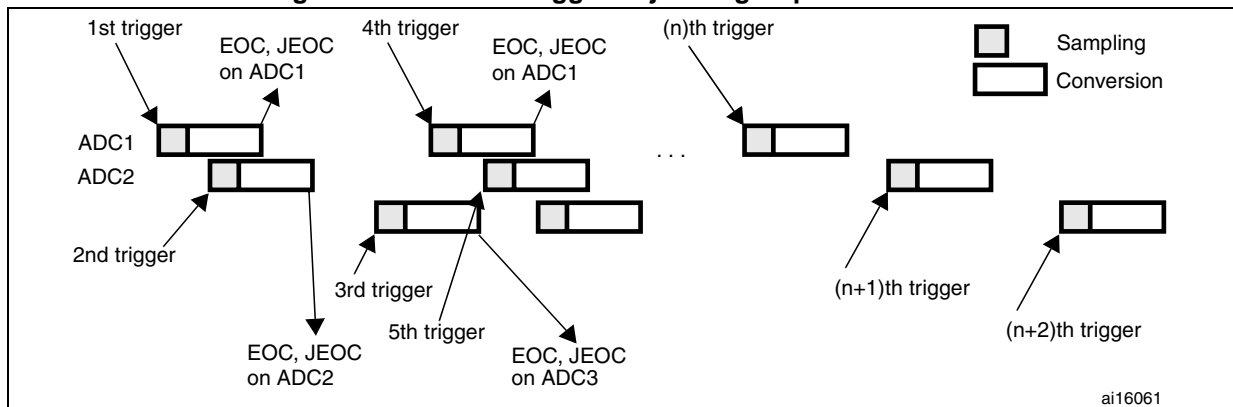 1st trigger
EOC, JEOC
on ADC1
4th trigger
EOC, JEOC
on ADC1
(n)th trigger
Sampling
Conversion
ADC1
ADC2
. . .
2nd trigger
3rd trigger
5th trigger
(n+1)th trigger
(n+2)th trigger
EOC, JEOC
on ADC2
EOC, JEOC
on ADC3
ai16061